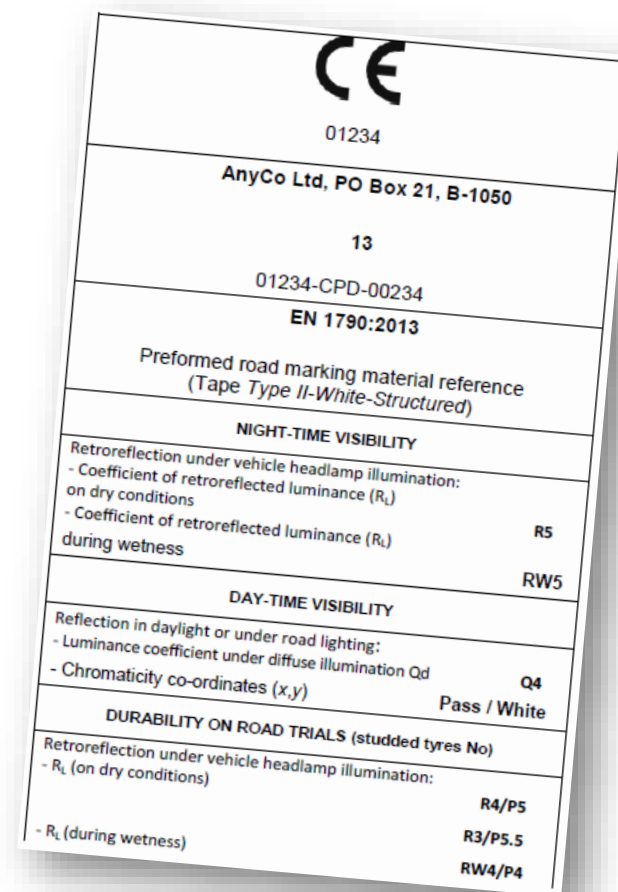 CE
01234
AnyCo Ltd, PO Box 21, B-1050
13
01234-CPD-00234
EN 1790:2013
Preformed road marking material reference
(Tape Type II-White-Structured)
NIGHT-TIME VISIBILITY
Retroreflection under vehicle headlamp illumination:
- Coefficient of retroreflected luminance (RL)
on dry conditions R5
- Coefficient of retroreflected luminance (RL)
during wetness RW5
DAY-TIME VISIBILITY
Reflection in daylight or under road lighting:
- Luminance coefficient under diffuse illumination Qd Q4
- Chromaticity co-ordinates (x,y) Pass / White
DURABILITY ON ROAD TRIALS (studded tyres No)
Retroreflection under vehicle headlamp illumination:
- RL (on dry conditions) R4/P5
R3/P5.5
- RL (during wetness) RW4/P4